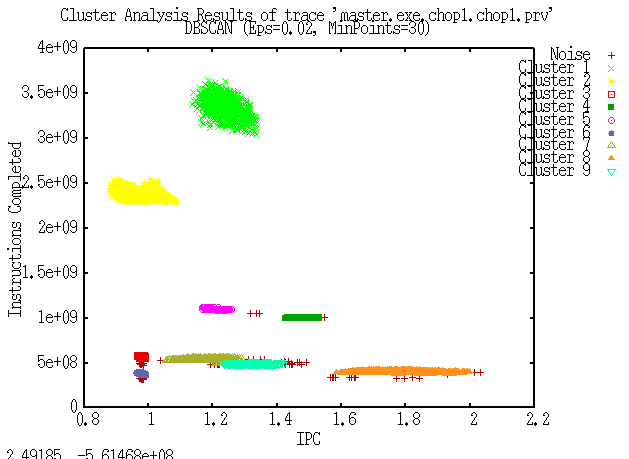 Cluster Analysis Results of trace 'master.exe.chop1.chop1.prv'
DBSCAN (Eps=0.02, MinPoints=30)
4e+09
3.5e+09
3e+09
2.5e+09
2e+09
1.5e+09
1e+09
5e+08
0
Instructions Completed
0.8 1 1.2 1.4 1.6 1.8 2 2.2
IPC
Noise
Cluster 1
Cluster 2
Cluster 3
Cluster 4
Cluster 5
Cluster 6
Cluster 7
Cluster 8
Cluster 9
2.49185, -5.61468e+08